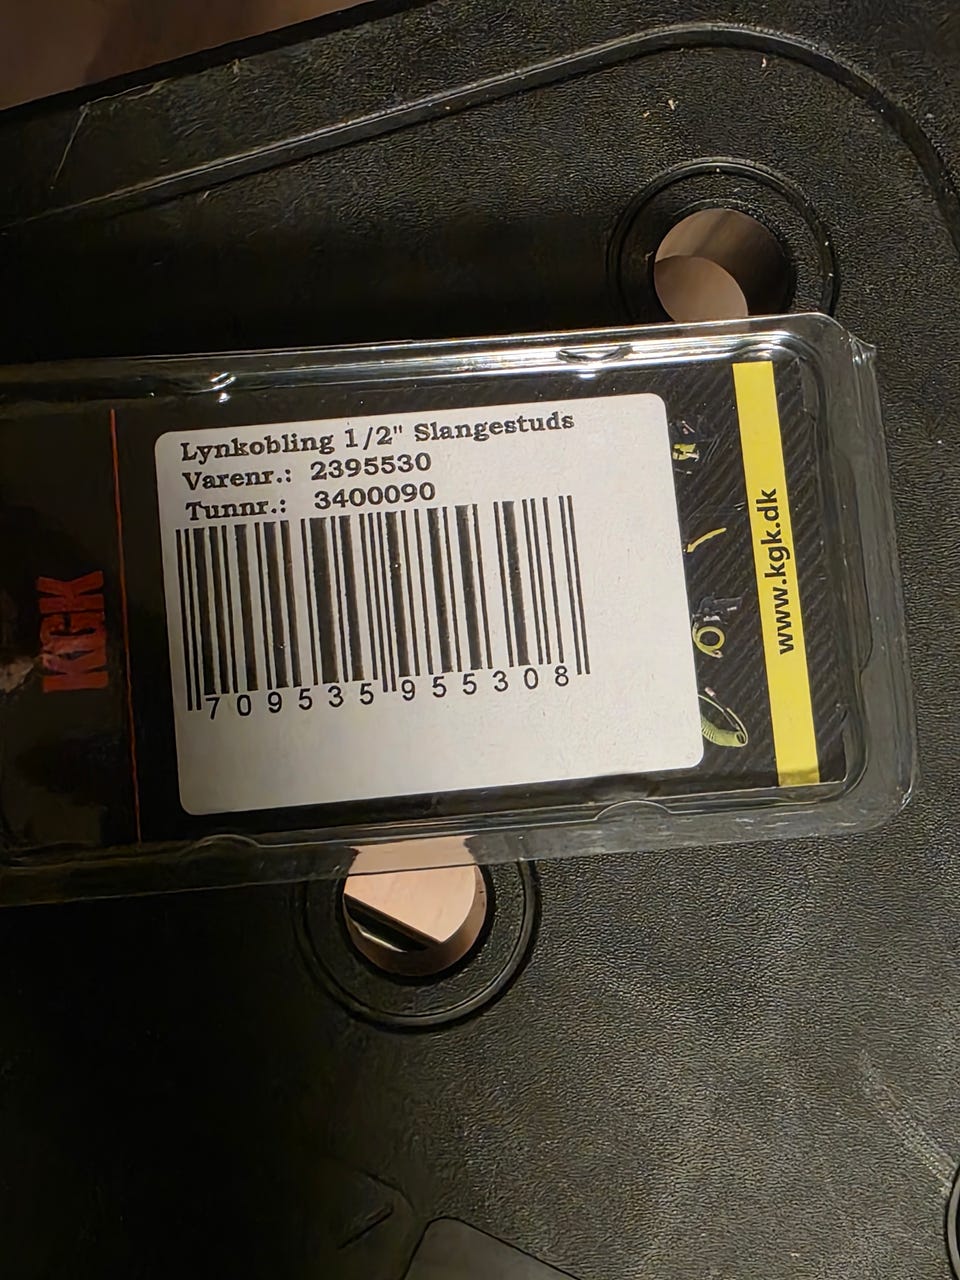 Lynkobling 1/2" Slangestuds
Varenr.: 2395530
Tunnr.: 3400090
709535 955308
KGK
www.kgk.dk